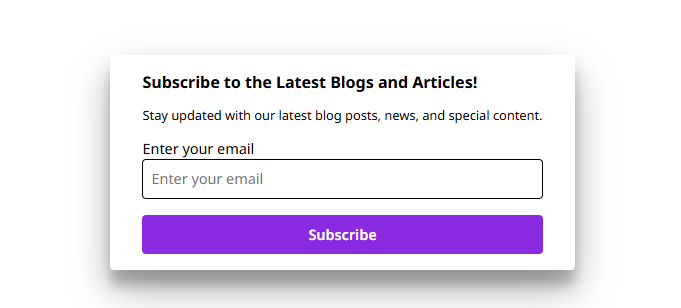 Subscribe to the Latest Blogs and Articles!
Stay updated with our latest blog posts, news, and special content.
Enter your email
Enter your email
Subscribe